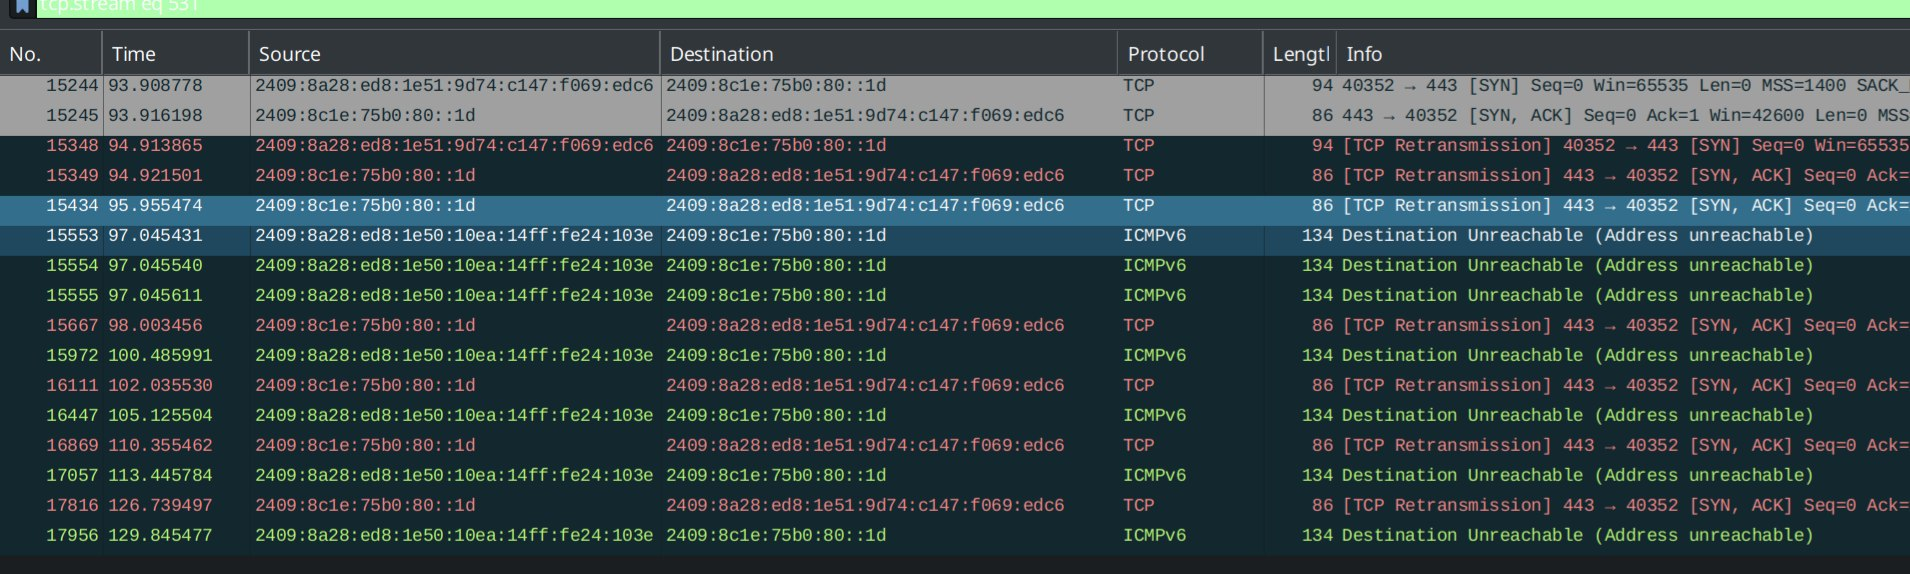 tcp.stream eq 531
No. Time Source Destination Protocol Lengtl Info
15244 93.908778 2409:8a28:ed8:1e51:9d74:c147:f069:edc6 2409:8c1e:75b0:80::1d TCP 94 40352 → 443 [SYN] Seq=0 Win=65535 Len=0 MSS=1400 SACK_
15245 93.916198 2409:8c1e:75b0:80::1d 2409:8a28:ed8:1e51:9d74:c147:f069:edc6 TCP 86 443 → 40352 [SYN, ACK] Seq=0 Ack=1 Win=42600 Len=0 MSS
15348 94.913865 2409:8a28:ed8:1e51:9d74:c147:f069:edc6 2409:8c1e:75b0:80::1d TCP 94 [TCP Retransmission] 40352 → 443 [SYN] Seq=0 Win=65535
15349 94.921501 2409:8c1e:75b0:80::1d 2409:8a28:ed8:1e51:9d74:c147:f069:edc6 TCP 86 [TCP Retransmission] 443 → 40352 [SYN, ACK] Seq=0 Ack=
15434 95.955474 2409:8c1e:75b0:80::1d 2409:8a28:ed8:1e51:9d74:c147:f069:edc6 TCP 86 [TCP Retransmission] 443 → 40352 [SYN, ACK] Seq=0 Ack=
15553 97.045431 2409:8a28:ed8:1e50:10ea:14ff:fe24:103e 2409:8c1e:75b0:80::1d ICMPv6 134 Destination Unreachable (Address unreachable)
15554 97.045540 2409:8a28:ed8:1e50:10ea:14ff:fe24:103e 2409:8c1e:75b0:80::1d ICMPv6 134 Destination Unreachable (Address unreachable)
15555 97.045611 2409:8a28:ed8:1e50:10ea:14ff:fe24:103e 2409:8c1e:75b0:80::1d ICMPv6 134 Destination Unreachable (Address unreachable)
15667 98.003456 2409:8c1e:75b0:80::1d 2409:8a28:ed8:1e51:9d74:c147:f069:edc6 TCP 86 [TCP Retransmission] 443 → 40352 [SYN, ACK] Seq=0 Ack=
15972 100.485991 2409:8a28:ed8:1e50:10ea:14ff:fe24:103e 2409:8c1e:75b0:80::1d ICMPv6 134 Destination Unreachable (Address unreachable)
16111 102.035530 2409:8c1e:75b0:80::1d 2409:8a28:ed8:1e51:9d74:c147:f069:edc6 TCP 86 [TCP Retransmission] 443 → 40352 [SYN, ACK] Seq=0 Ack=
16447 105.125504 2409:8a28:ed8:1e50:10ea:14ff:fe24:103e 2409:8c1e:75b0:80::1d ICMPv6 134 Destination Unreachable (Address unreachable)
16869 110.355462 2409:8c1e:75b0:80::1d 2409:8a28:ed8:1e51:9d74:c147:f069:edc6 TCP 86 [TCP Retransmission] 443 → 40352 [SYN, ACK] Seq=0 Ack=
17057 113.445784 2409:8a28:ed8:1e50:10ea:14ff:fe24:103e 2409:8c1e:75b0:80::1d ICMPv6 134 Destination Unreachable (Address unreachable)
17816 126.739497 2409:8c1e:75b0:80::1d 2409:8a28:ed8:1e51:9d74:c147:f069:edc6 TCP 86 [TCP Retransmission] 443 → 40352 [SYN, ACK] Seq=0 Ack=
17956 129.845477 2409:8a28:ed8:1e50:10ea:14ff:fe24:103e 2409:8c1e:75b0:80::1d ICMPv6 134 Destination Unreachable (Address unreachable)